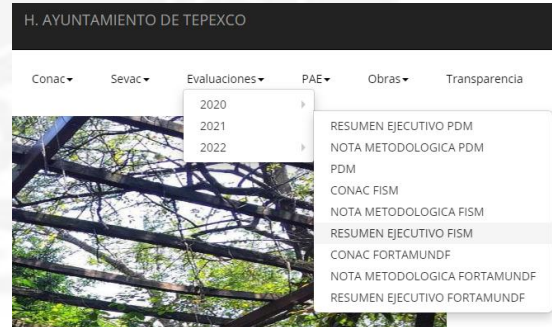 H. AYUNTAMIENTO DE TEPEXCO
Conac Sevac Evaluaciones PAE Obras Transparencia
2020
2021
2022
RESUMEN EJECUTIVO PDM
NOTA METODOLOGICA PDM
PDM
CONAC FISM
NOTA METODOLOGICA FISM
RESUMEN EJECUTIVO FISM
CONAC FORTAMUNDF
NOTA METODOLOGICA FORTAMUNDF
RESUMEN EJECUTIVO FORTAMUNDF